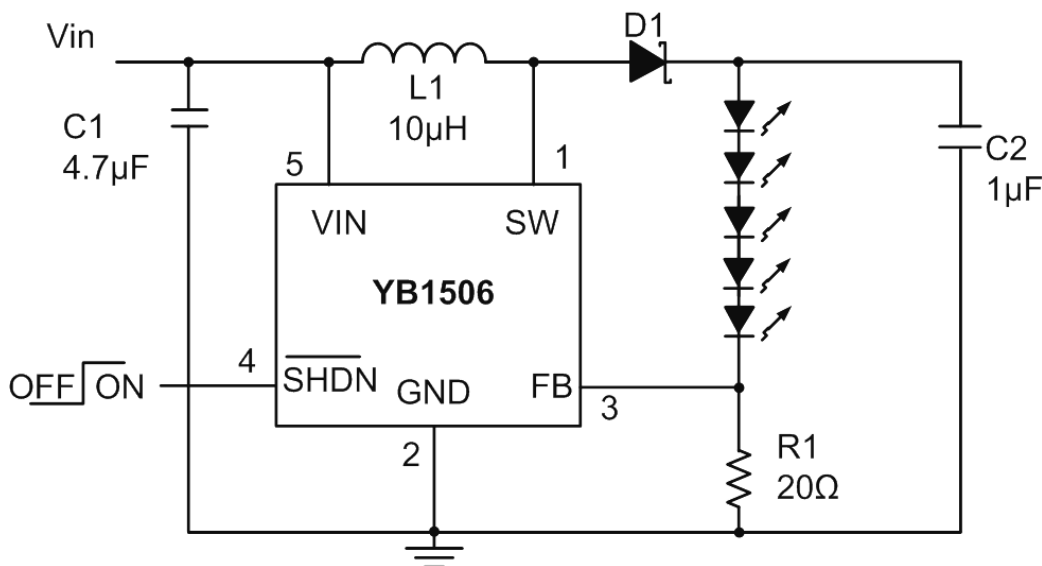 Vin
D1
L1
10µH
C1
4.7µF
C2
1µF
5
1
VIN
SW
YB1506
4
SHDN
OFF ON
GND
FB
3
2
R1
20Ω